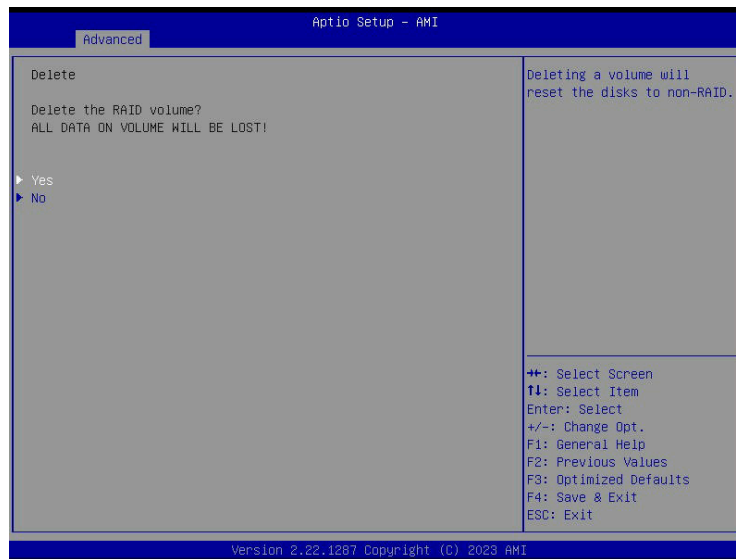 Aptio Setup - AMI
Advanced
Delete
Delete the RAID volume?
ALL DATA ON VOLUME WILL BE LOST!
Yes
No
Deleting a volume will
reset the disks to non-RAID.
→←: Select Screen
↑↓: Select Item
Enter: Select
+/-: Change Opt.
F1: General Help
F2: Previous Values
F3: Optimized Defaults
F4: Save & Exit
ESC: Exit
Version 2.22.1287 Copyright (C) 2023 AMI